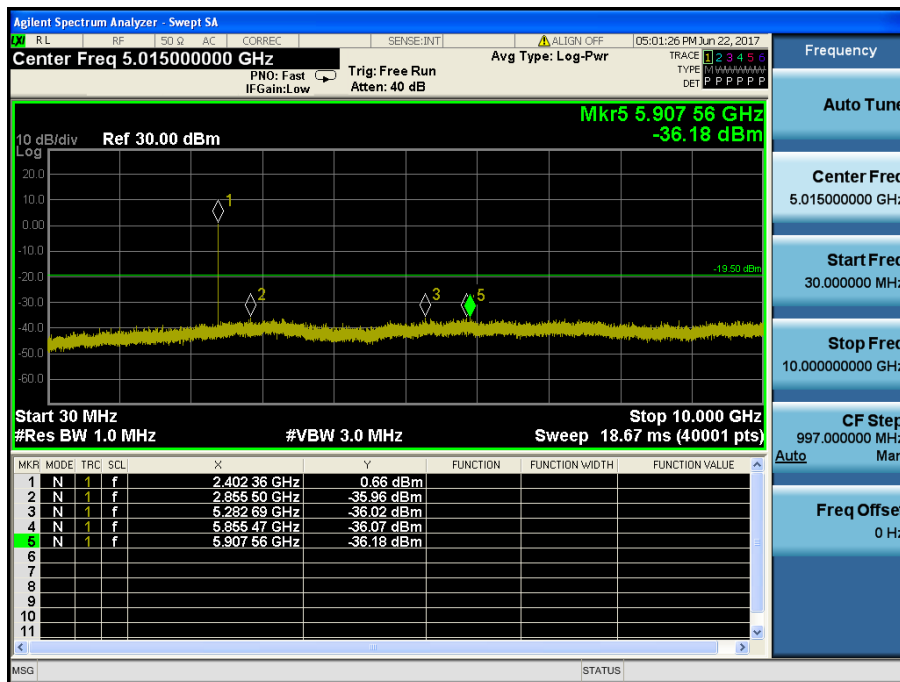 Agilent Spectrum Analyzer - Swept SA
LXI RL RF 50 Ω AC CORREC SENSE:INT ALIGN OFF 05:01:26 PM Jun 22, 2017
Center Freq 5.015000000 GHz
PNO: Fast
IFGain:Low
Trig: Free Run
Atten: 40 dB
Avg Type: Log-Pwr
TRACE 1 2 3 4 5 6
TYPE MWWWWW
DET P P P P P P
Mkr5 5.907 56 GHz
-36.18 dBm
10 dB/div
Log
Ref 30.00 dBm
20.0
10.0
0.00
-10.0
-20.0
-30.0
-40.0
-50.0
-60.0
1
2
3
5
-19.50 dBm
Start 30 MHz
Stop 10.000 GHz
#Res BW 1.0 MHz
#VBW 3.0 MHz
Sweep 18.67 ms (40001 pts)
MKR MODE TRC SCL X Y FUNCTION FUNCTION WIDTH FUNCTION VALUE
1 N 1 f 2.402 36 GHz 0.66 dBm
2 N 1 f 2.855 50 GHz -35.96 dBm
3 N 1 f 5.282 69 GHz -36.02 dBm
4 N 1 f 5.855 47 GHz -36.07 dBm
5 N 1 f 5.907 56 GHz -36.18 dBm
6
7
8
9
10
11
MSG
STATUS
Frequency
Auto Tune
Center Freq
5.015000000 GHz
Start Freq
30.000000 MHz
Stop Freq
10.000000000 GHz
CF Step
997.000000 MHz
Auto Man
Freq Offset
0 Hz